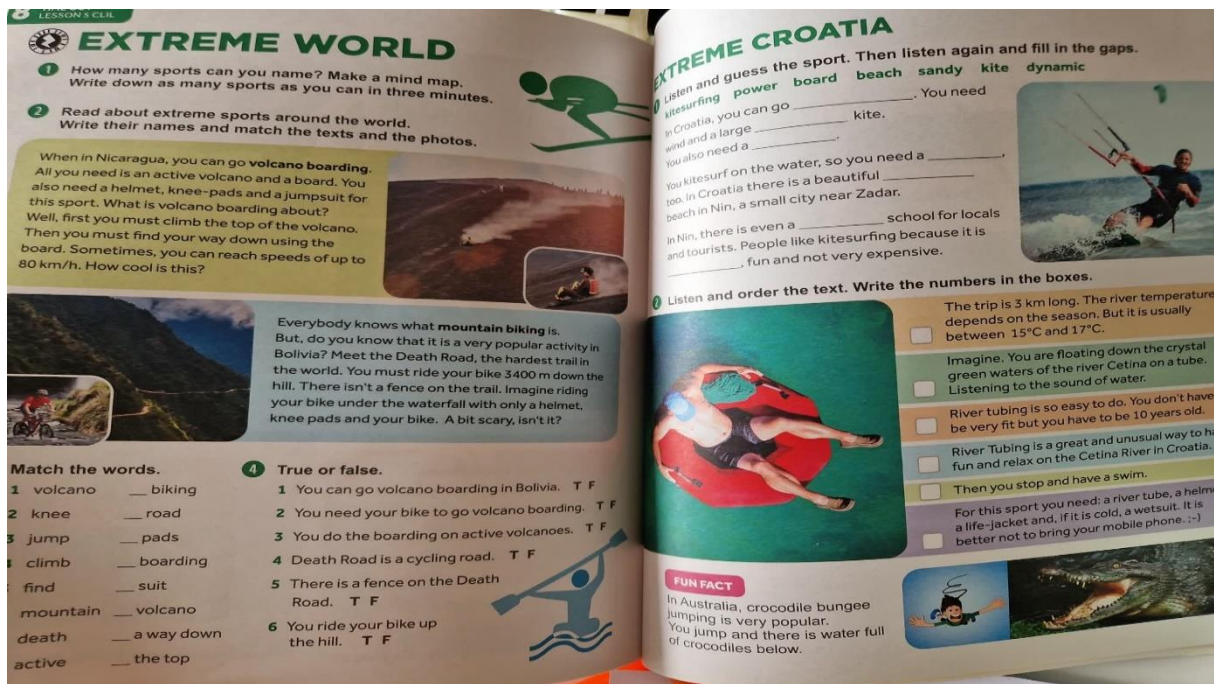 8
LESSON 5 CLIL
EXTREME WORLD
1 How many sports can you name? Make a mind map.
Write down as many sports as you can in three minutes.
2 Read about extreme sports around the world.
Write their names and match the texts and the photos.
When in Nicaragua, you can go volcano boarding.
All you need is an active volcano and a board. You
also need a helmet, knee-pads and a jumpsuit for
this sport. What is volcano boarding about?
Well, first you must climb the top of the volcano.
Then you must find your way down using the
board. Sometimes, you can reach speeds of up to
80 km/h. How cool is this?
Everybody knows what mountain biking is.
But, do you know that it is a very popular activity in
Bolivia? Meet the Death Road, the hardest trail in
the world. You must ride your bike 3400 m down the
hill. There isn't a fence on the trail. Imagine riding
your bike under the waterfall with only a helmet,
knee pads and your bike. A bit scary, isn't it?
Match the words.
1 volcano ___ biking
2 knee ___ road
3 jump ___ pads
climb ___ boarding
find ___ suit
mountain ___ volcano
death ___ a way down
active ___ the top
4 True or false.
1 You can go volcano boarding in Bolivia. T F
2 You need your bike to go volcano boarding. T F
3 You do the boarding on active volcanoes. T F
4 Death Road is a cycling road. T F
5 There is a fence on the Death
Road. T F
6 You ride your bike up
the hill. T F
EXTREME CROATIA
Listen and guess the sport. Then listen again and fill in the gaps.
kitesurfing power board beach sandy kite dynamic
In Croatia, you can go ___. You need
wind and a large ___ kite.
You also need a ___.
You kitesurf on the water, so you need a ___,
too. In Croatia there is a beautiful ___
beach in Nin, a small city near Zadar.
In Nin, there is even a ___ school for locals
and tourists. People like kitesurfing because it is
___, fun and not very expensive.
2 Listen and order the text. Write the numbers in the boxes.
The trip is 3 km long. The river temperature
depends on the season. But it is usually
between 15°C and 17°C.
Imagine. You are floating down the crystal
green waters of the river Cetina on a tube.
Listening to the sound of water.
River tubing is so easy to do. You don't have
be very fit but you have to be 10 years old.
River Tubing is a great and unusual way to ha
fun and relax on the Cetina River in Croatia.
Then you stop and have a swim.
For this sport you need: a river tube, a helm
a life-jacket and, if it is cold, a wetsuit. It is
better not to bring your mobile phone. ;-)
FUN FACT
In Australia, crocodile bungee
jumping is very popular.
You jump and there is water full
of crocodiles below.